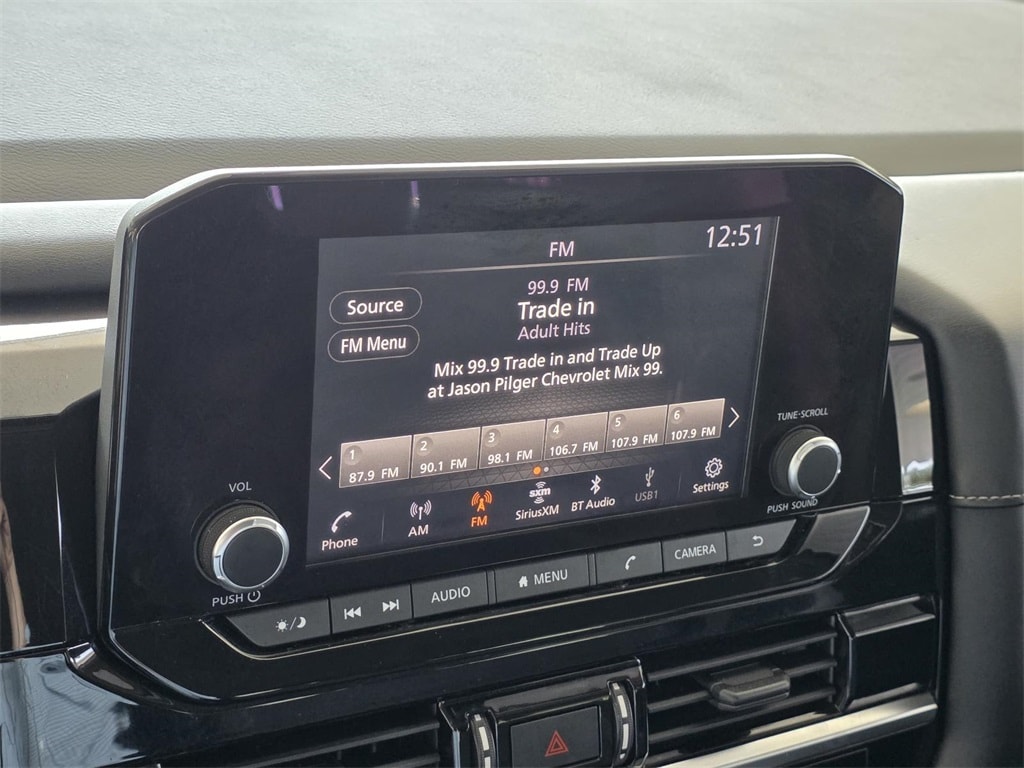 FM
12:51
99.9 FM
Trade in
Adult Hits
Source
FM Menu
Mix 99.9 Trade in and Trade Up
at Jason Pilger Chevrolet Mix 99.
1
87.9 FM
2
90.1 FM
3
98.1 FM
4
106.7 FM
5
107.9 FM
6
107.9 FM
Phone
AM
FM
sxm
SiriusXM
BT Audio
USB1
Settings
VOL
PUSH
TUNE·SCROLL
PUSH SOUND
AUDIO
MENU
CAMERA